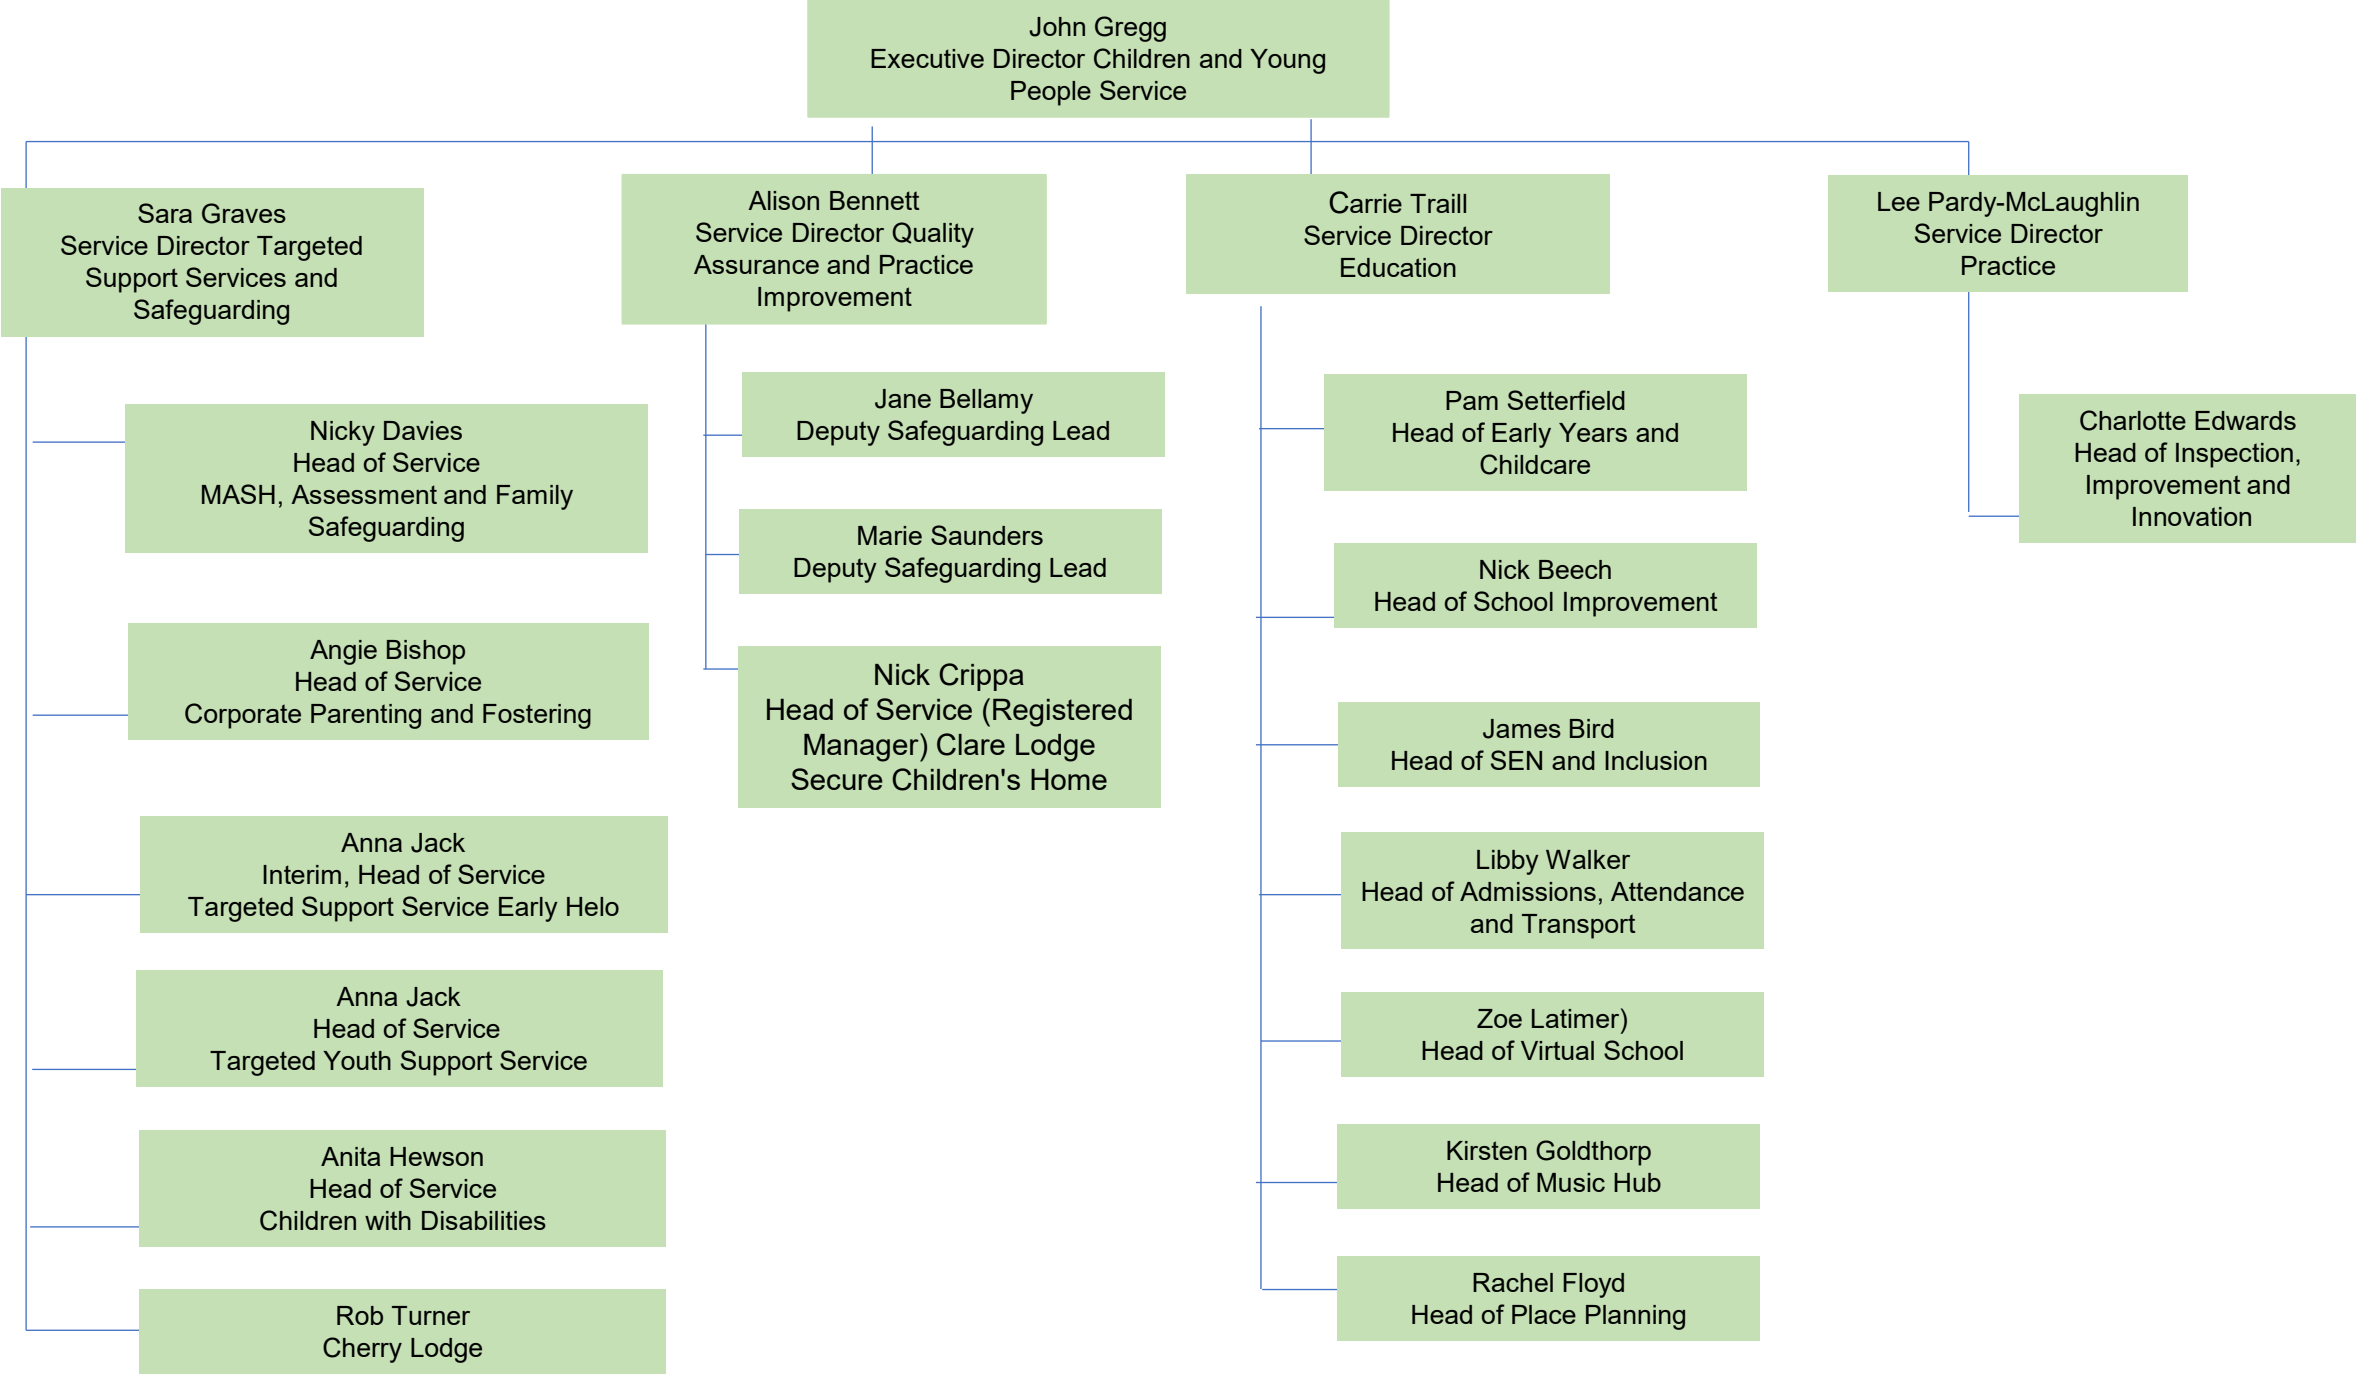 John Gregg
Executive Director Children and Young
People Service
Sara Graves
Service Director Targeted
Support Services and
Safeguarding
Nicky Davies
Head of Service
MASH, Assessment and Family
Safeguarding
Angie Bishop
Head of Service
Corporate Parenting and Fostering
Anna Jack
Interim, Head of Service
Targeted Support Service Early Helo
Anna Jack
Head of Service
Targeted Youth Support Service
Anita Hewson
Head of Service
Children with Disabilities
Rob Turner
Cherry Lodge
Alison Bennett
Service Director Quality
Assurance and Practice
Improvement
Jane Bellamy
Deputy Safeguarding Lead
Marie Saunders
Deputy Safeguarding Lead
Nick Crippa
Head of Service (Registered
Manager) Clare Lodge
Secure Children's Home
Carrie Traill
Service Director
Education
Pam Setterfield
Head of Early Years and
Childcare
Nick Beech
Head of School Improvement
James Bird
Head of SEN and Inclusion
Libby Walker
Head of Admissions, Attendance
and Transport
Zoe Latimer)
Head of Virtual School
Kirsten Goldthorp
Head of Music Hub
Rachel Floyd
Head of Place Planning
Lee Pardy-McLaughlin
Service Director
Practice
Charlotte Edwards
Head of Inspection,
Improvement and
Innovation